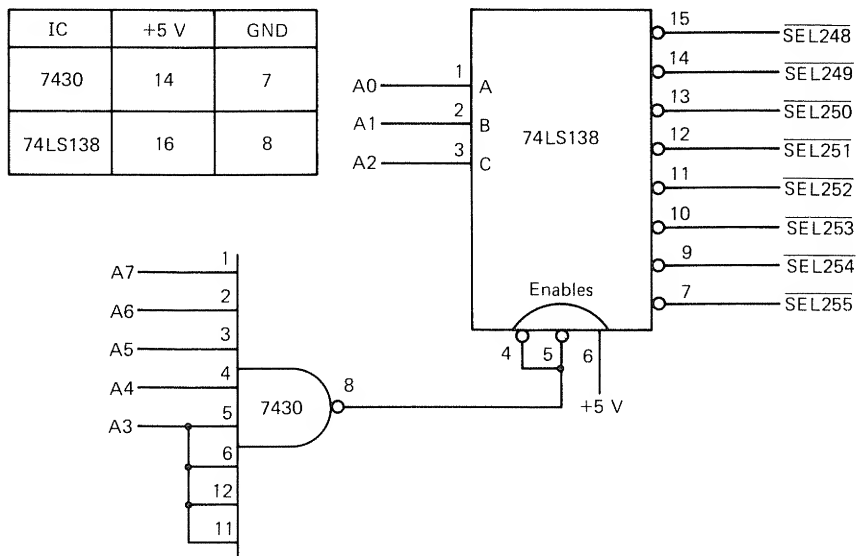 IC +5 V GND
7430 14 7
74LS138 16 8
A0 1 A
A1 2 B
A2 3 C
74LS138
15 SEL248
14 SEL249
13 SEL250
12 SEL251
11 SEL252
10 SEL253
9 SEL254
7 SEL255
Enables
4 5 6
+5 V
A7 1
A6 2
A5 3
A4 4
A3 5
6
12
11
7430 8